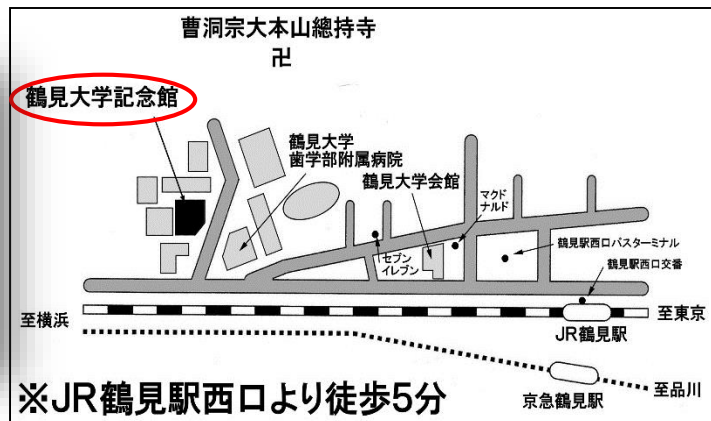 曹洞宗大本山總持寺
卍
鶴見大学記念館
鶴見大学
歯学部附属病院
鶴見大学会館
マクド
ナルド
セブン
イレブン
鶴見駅西口バスターミナル
鶴見駅西口交番
至横浜
至東京
JR鶴見駅
京急鶴見駅
至品川
※JR鶴見駅西口より徒歩5分